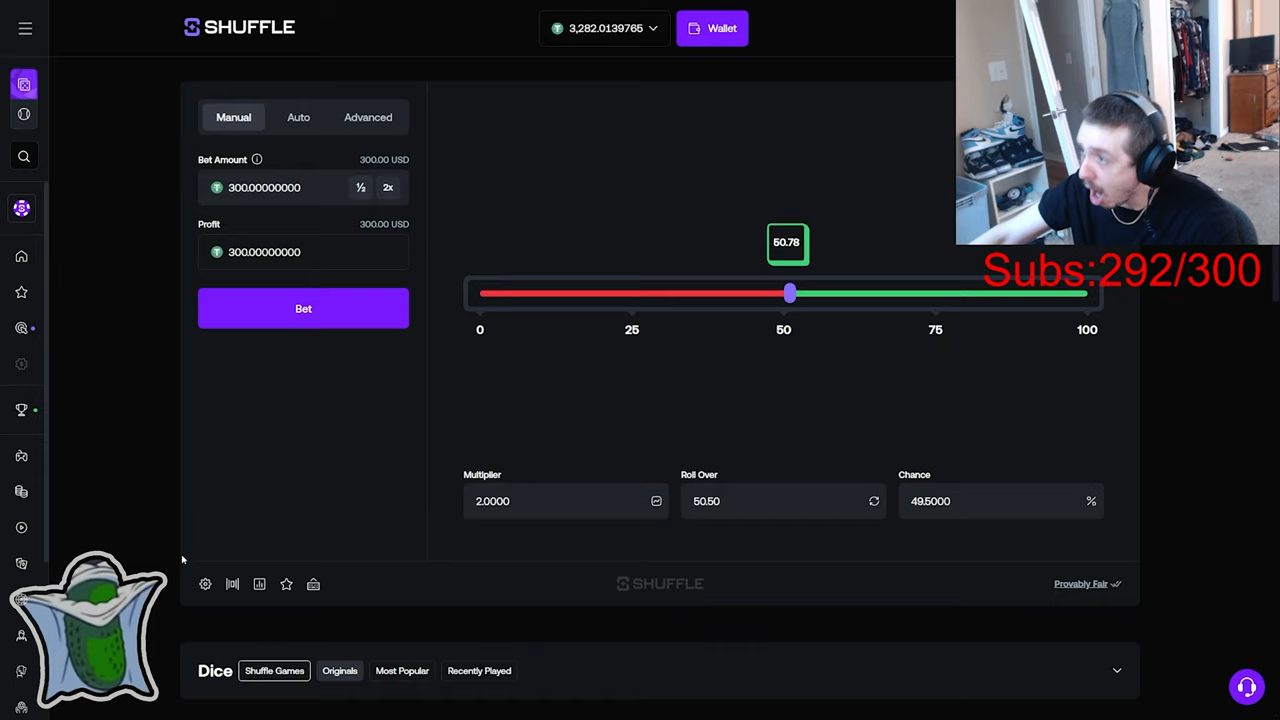 SHUFFLE
3,282.0139765
Wallet
Manual Auto Advanced
Bet Amount 300.00 USD
300.00000000 ½ 2x
Profit 300.00 USD
300.00000000
Bet
50.78
0 25 50 75 100
Subs:292/300
Multiplier Roll Over Chance
2.0000 50.50 49.5000 %
SHUFFLE
Provably Fair
Dice Shuffle Games Originals Most Popular Recently Played